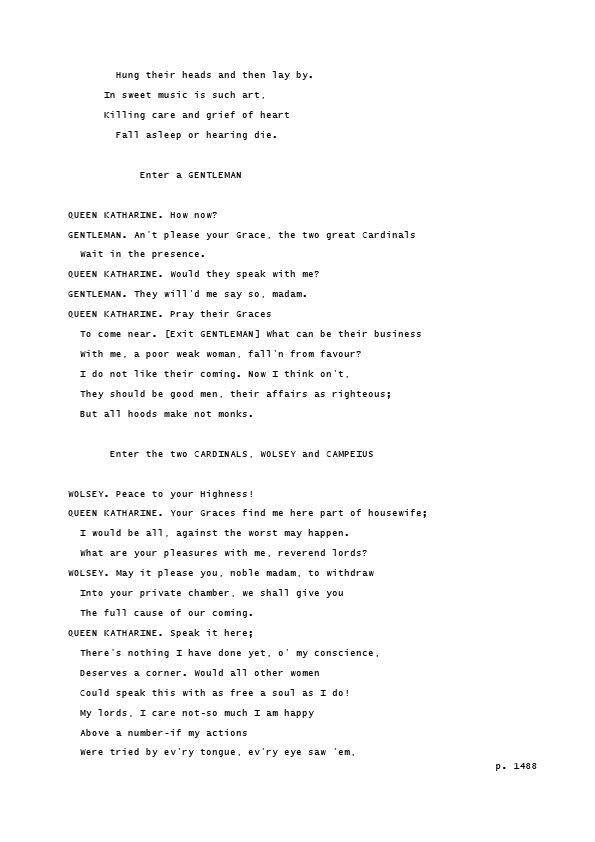 Hung their heads and then lay by.
In sweet music is such art,
Killing care and grief of heart
Fall asleep or hearing die.
Enter a GENTLEMAN
QUEEN KATHARINE. How now?
GENTLEMAN. An't please your Grace, the two great Cardinals
Wait in the presence.
QUEEN KATHARINE. Would they speak with me?
GENTLEMAN. They will'd me say so, madam.
QUEEN KATHARINE. Pray their Graces
To come near. [Exit GENTLEMAN] What can be their business
With me, a poor weak woman, fall'n from favour?
I do not like their coming. Now I think on't,
They should be good men, their affairs as righteous;
But all hoods make not monks.
Enter the two CARDINALS, WOLSEY and CAMPEIUS
WOLSEY. Peace to your Highness!
QUEEN KATHARINE. Your Graces find me here part of housewife;
I would be all, against the worst may happen.
What are your pleasures with me, reverend lords?
WOLSEY. May it please you, noble madam, to withdraw
Into your private chamber, we shall give you
The full cause of our coming.
QUEEN KATHARINE. Speak it here;
There's nothing I have done yet, o' my conscience,
Deserves a corner. Would all other women
Could speak this with as free a soul as I do!
My lords, I care not-so much I am happy
Above a number-if my actions
Were tried by ev'ry tongue, ev'ry eye saw 'em,
p. 1488